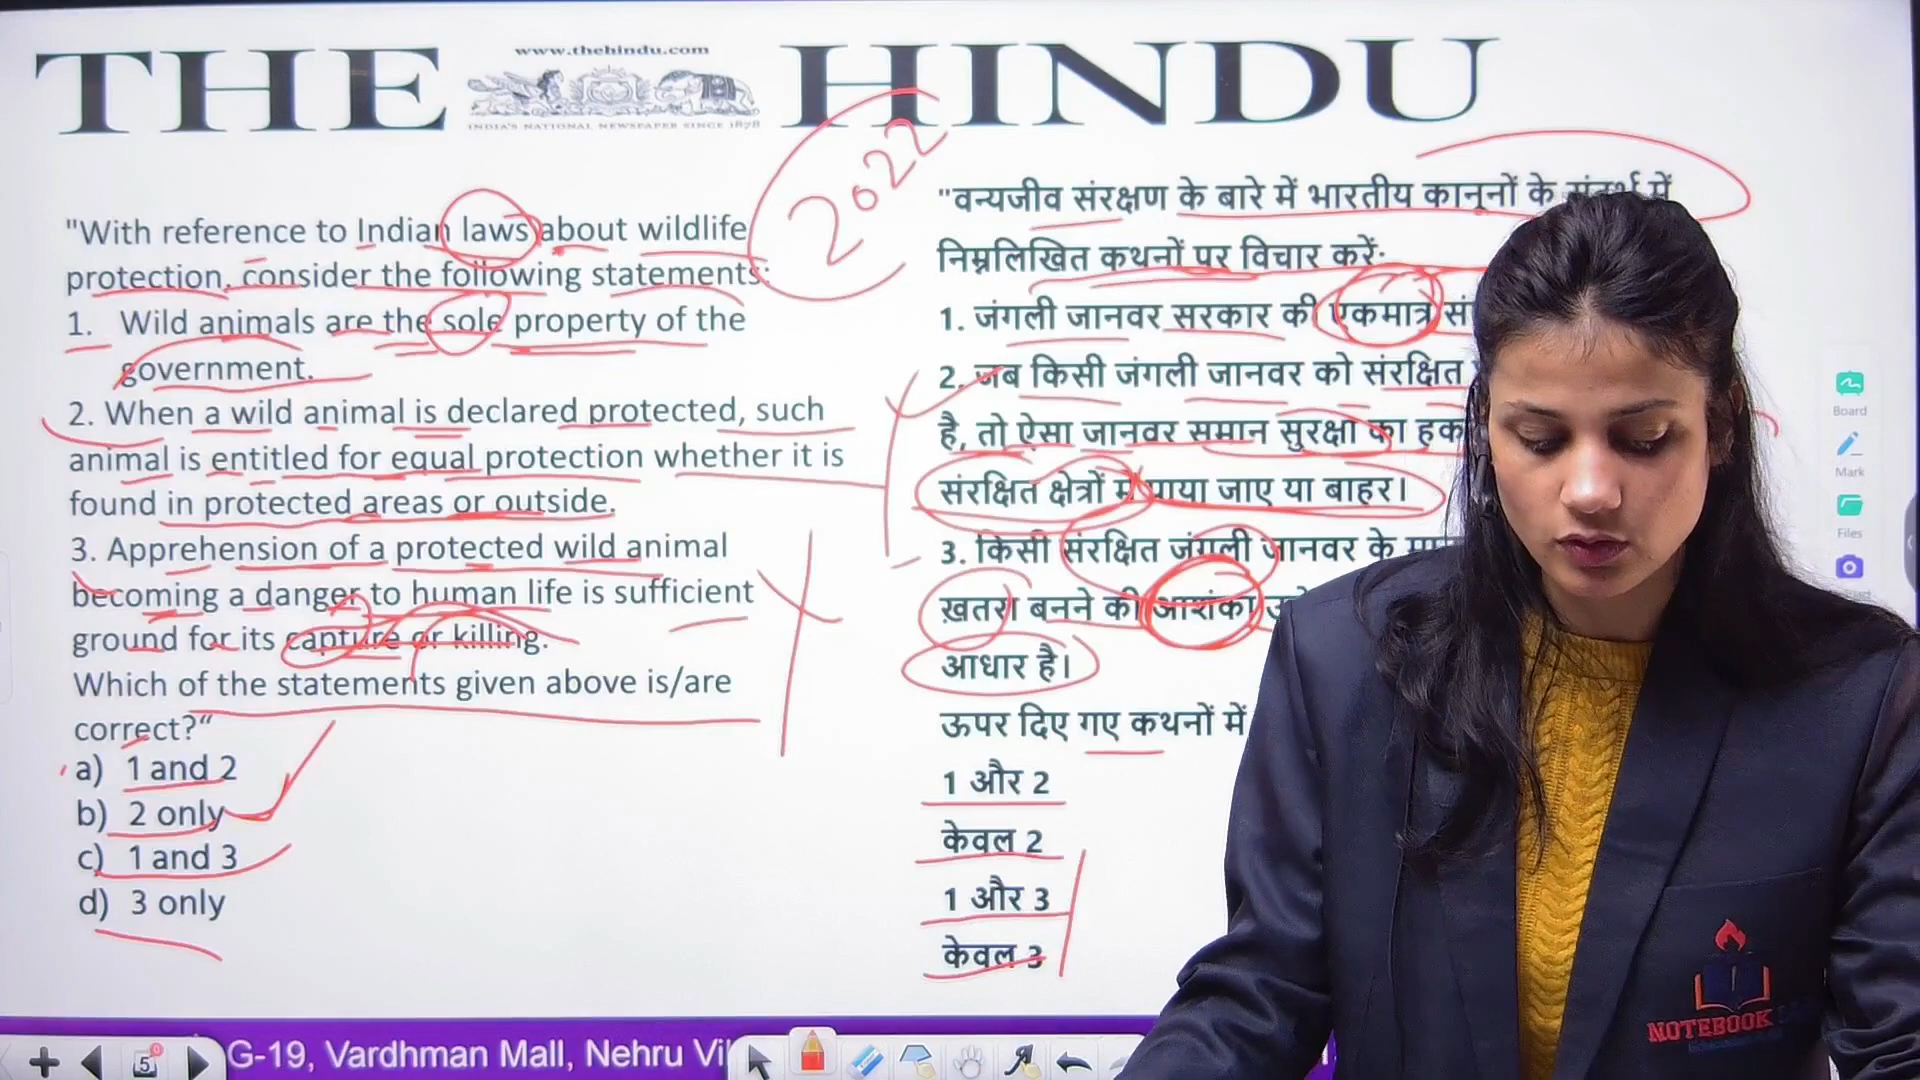 THE HINDU
www.thehindu.com
INDIA'S NATIONAL NEWSPAPER SINCE 1878
2022
"With reference to Indian laws about wildlife
protection, consider the following statements:
1. Wild animals are the sole property of the
government.
2. When a wild animal is declared protected, such
animal is entitled for equal protection whether it is
found in protected areas or outside.
3. Apprehension of a protected wild animal
becoming a danger to human life is sufficient
ground for its capture or killing.
Which of the statements given above is/are
correct?“
a) 1 and 2
b) 2 only
c) 1 and 3
d) 3 only
"वन्यजीव संरक्षण के बारे में भारतीय कानूनों के संदर्भ में
निम्नलिखित कथनों पर विचार करें:
1. जंगली जानवर सरकार की एकमात्र
2. जब किसी जंगली जानवर को संरक्षित
है, तो ऐसा जानवर समान सुरक्षा का हक
संरक्षित क्षेत्रों में पाया जाए या बाहर।
3. किसी संरक्षित जंगली जानवर के
ख़तरा बनने की आशंका
आधार है।
ऊपर दिए गए कथनों में
1 और 2
केवल 2
1 और 3
केवल 3
Board
Mark
Files
NOTEBOOK
5
G-19, Vardhman Mall, Nehru